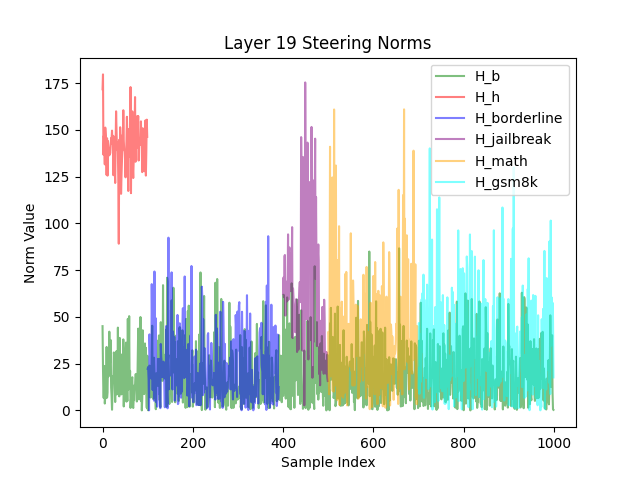 Layer 19 Steering Norms
Norm Value
175
150
125
100
75
50
25
0
0
200
400
600
800
1000
Sample Index
H_b
H_h
H_borderline
H_jailbreak
H_math
H_gsm8k